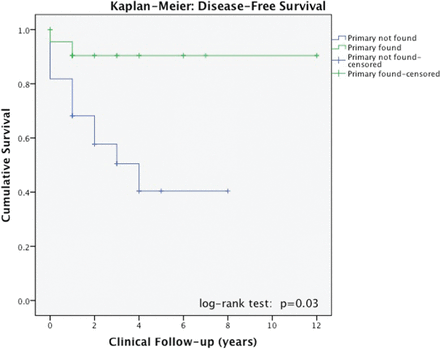 Kaplan-Meier: Disease-Free Survival
Cumulative Survival
1.0
0.8
0.6
0.4
0.2
0.0
log-rank test: p=0.03
0 2 4 6 8 10 12
Clinical Follow-up (years)
Primary not found
Primary found
Primary not found-
censored
Primary found-censored